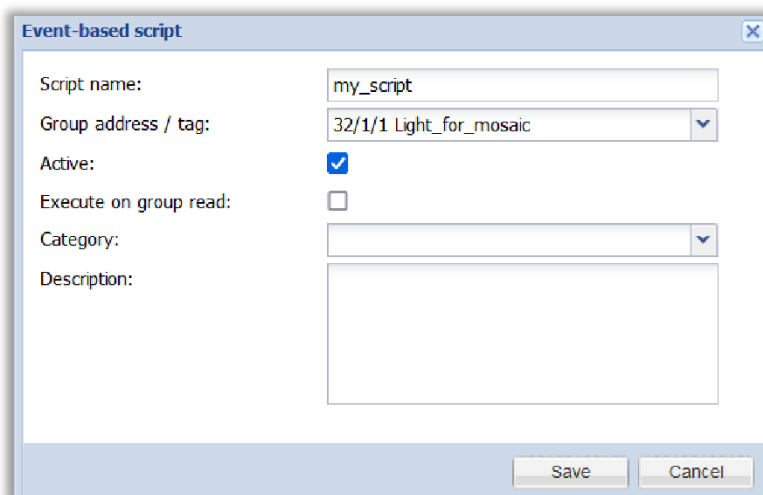 Event-based script
Script name: my_script
Group address / tag: 32/1/1 Light_for_mosaic
Active:
Execute on group read:
Category:
Description:
Save Cancel